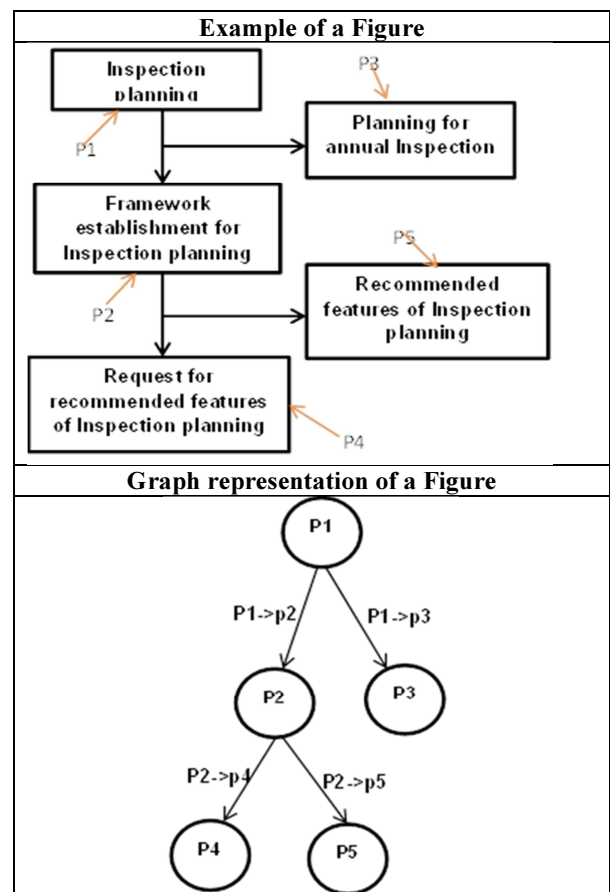 Example of a Figure
P3
Inspection
planning
P1
Planning for
annual Inspection
Framework
establishment for
Inspection planning
P5
P2
Recommended
features of Inspection
planning
Request for
recommended features
of Inspection planning
P4
Graph representation of a Figure
P1
P1->p2
P1->p3
P2
P3
P2->p4
P2->p5
P4
P5